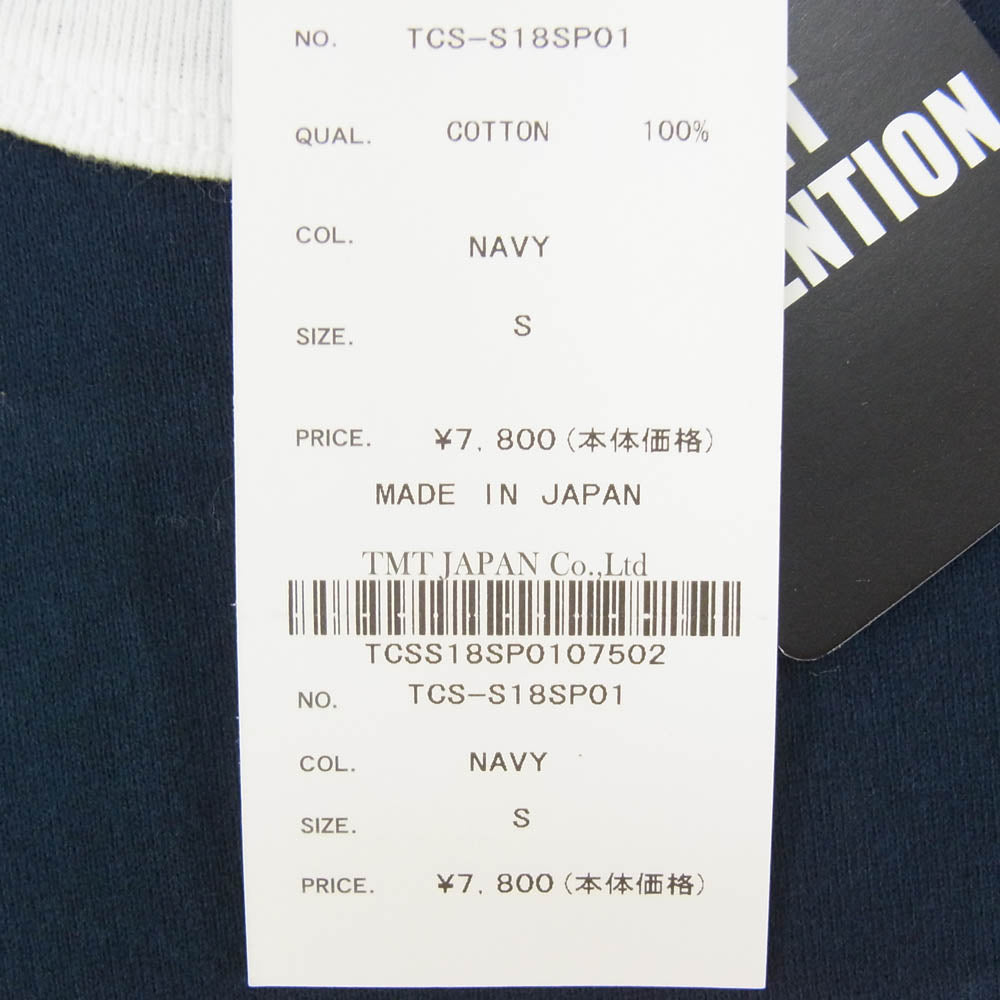 NO. TCS-S18SP01
QUAL. COTTON 100%
COL. NAVY
SIZE. S
PRICE. ¥7,800(本体価格)
MADE IN JAPAN
TMT JAPAN Co.,Ltd
TCSS18SP0107502
NO. TCS-S18SP01
COL. NAVY
SIZE. S
PRICE. ¥7,800(本体価格)